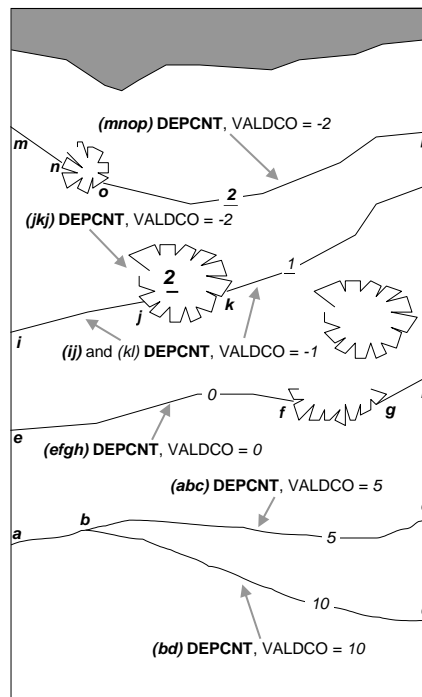 (mnop) DEPCNT, VALDCO = -2
m
n
o
2
(jkj) DEPCNT, VALDCO = -2
2
1
k
j
i
(ij) and (kl) DEPCNT, VALDCO = -1
0
f
g
e
(efgh) DEPCNT, VALDCO = 0
(abc) DEPCNT, VALDCO = 5
b
a
5
10
(bd) DEPCNT, VALDCO = 10